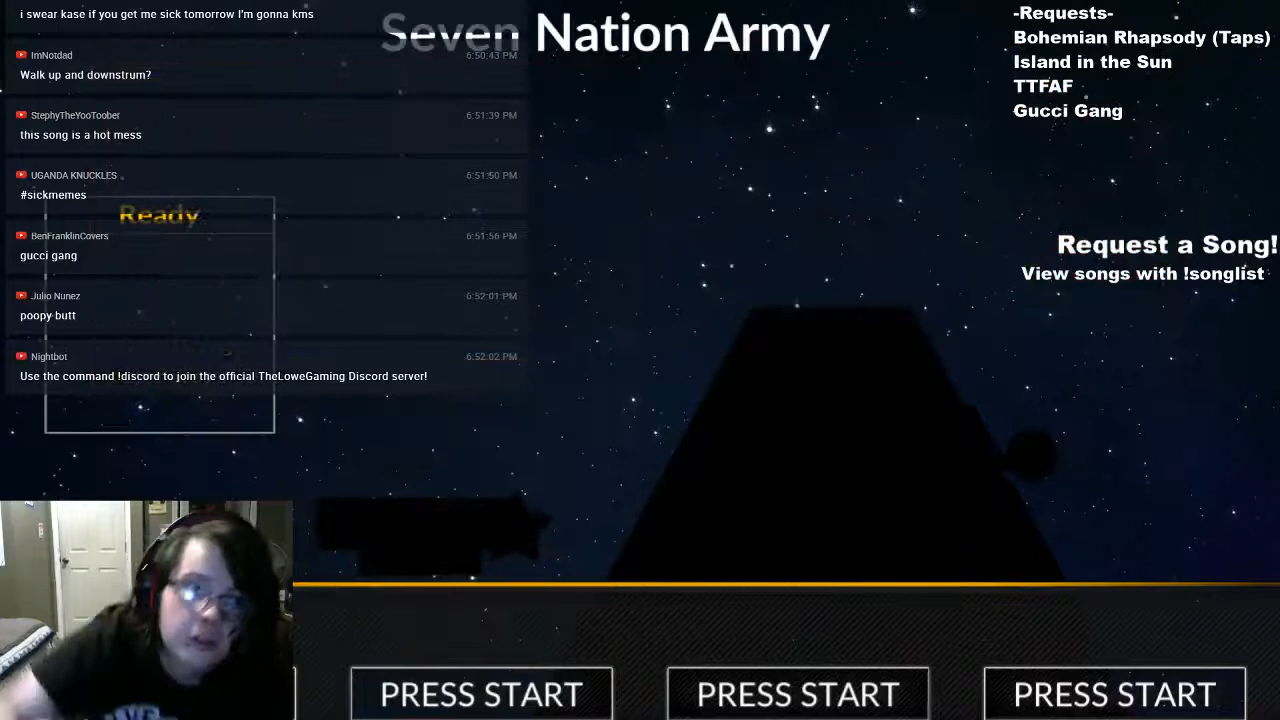 i swear kase if you get me sick tomorrow I'm gonna kms
Seven Nation Army
ImNotdad 6:50:43 PM
Walk up and downstrum?
StephyTheYooToober 6:51:39 PM
this song is a hot mess
UGANDA KNUCKLES 6:51:50 PM
#sickmemes
Ready
BenFranklinCovers 6:51:56 PM
gucci gang
Julio Nunez 6:52:01 PM
poopy butt
Nightbot 6:52:02 PM
Use the command !discord to join the official TheLoweGaming Discord server!
-Requests-
Bohemian Rhapsody (Taps)
Island in the Sun
TTFAF
Gucci Gang
Request a Song!
View songs with !songlist
PRESS START
PRESS START
PRESS START